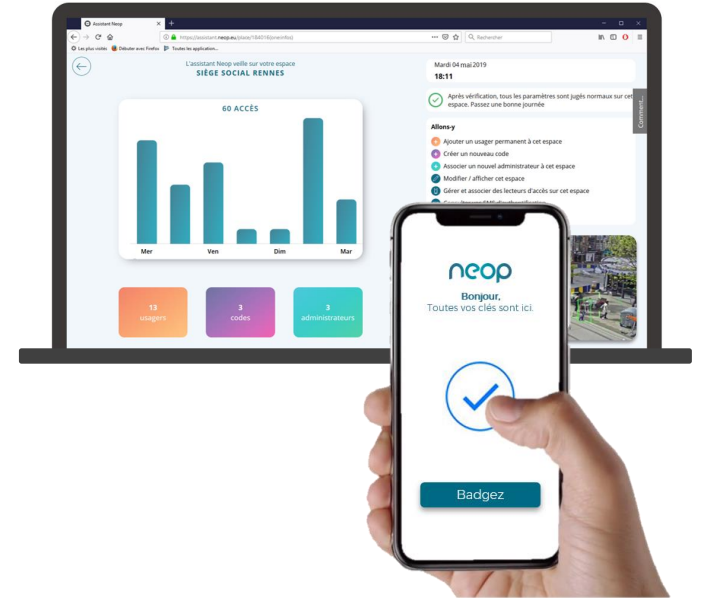 Assistant Neop
https://assistant.neop.eu/place/184516(one:infos)
Rechercher
Les plus visités Débuter avec Firefox Toutes les application...
L'assistant Neop veille sur votre espace
SIÈGE SOCIAL RENNES
Mardi 04 mai 2019
18:11
Après vérification, tous les paramètres sont jugés normaux sur cet
espace. Passez une bonne journée
Comment...
60 ACCÈS
Mer Ven Dim Mar
Allons-y
Ajouter un usager permanent à cet espace
Créer un nouveau code
Associer un nouvel administrateur à cet espace
Modifier / afficher cet espace
Gérer et associer des lecteurs d'accès sur cet espace
13
usagers
3
codes
3
administrateurs
neop
Bonjour,
Toutes vos clés sont ici.
Badgez